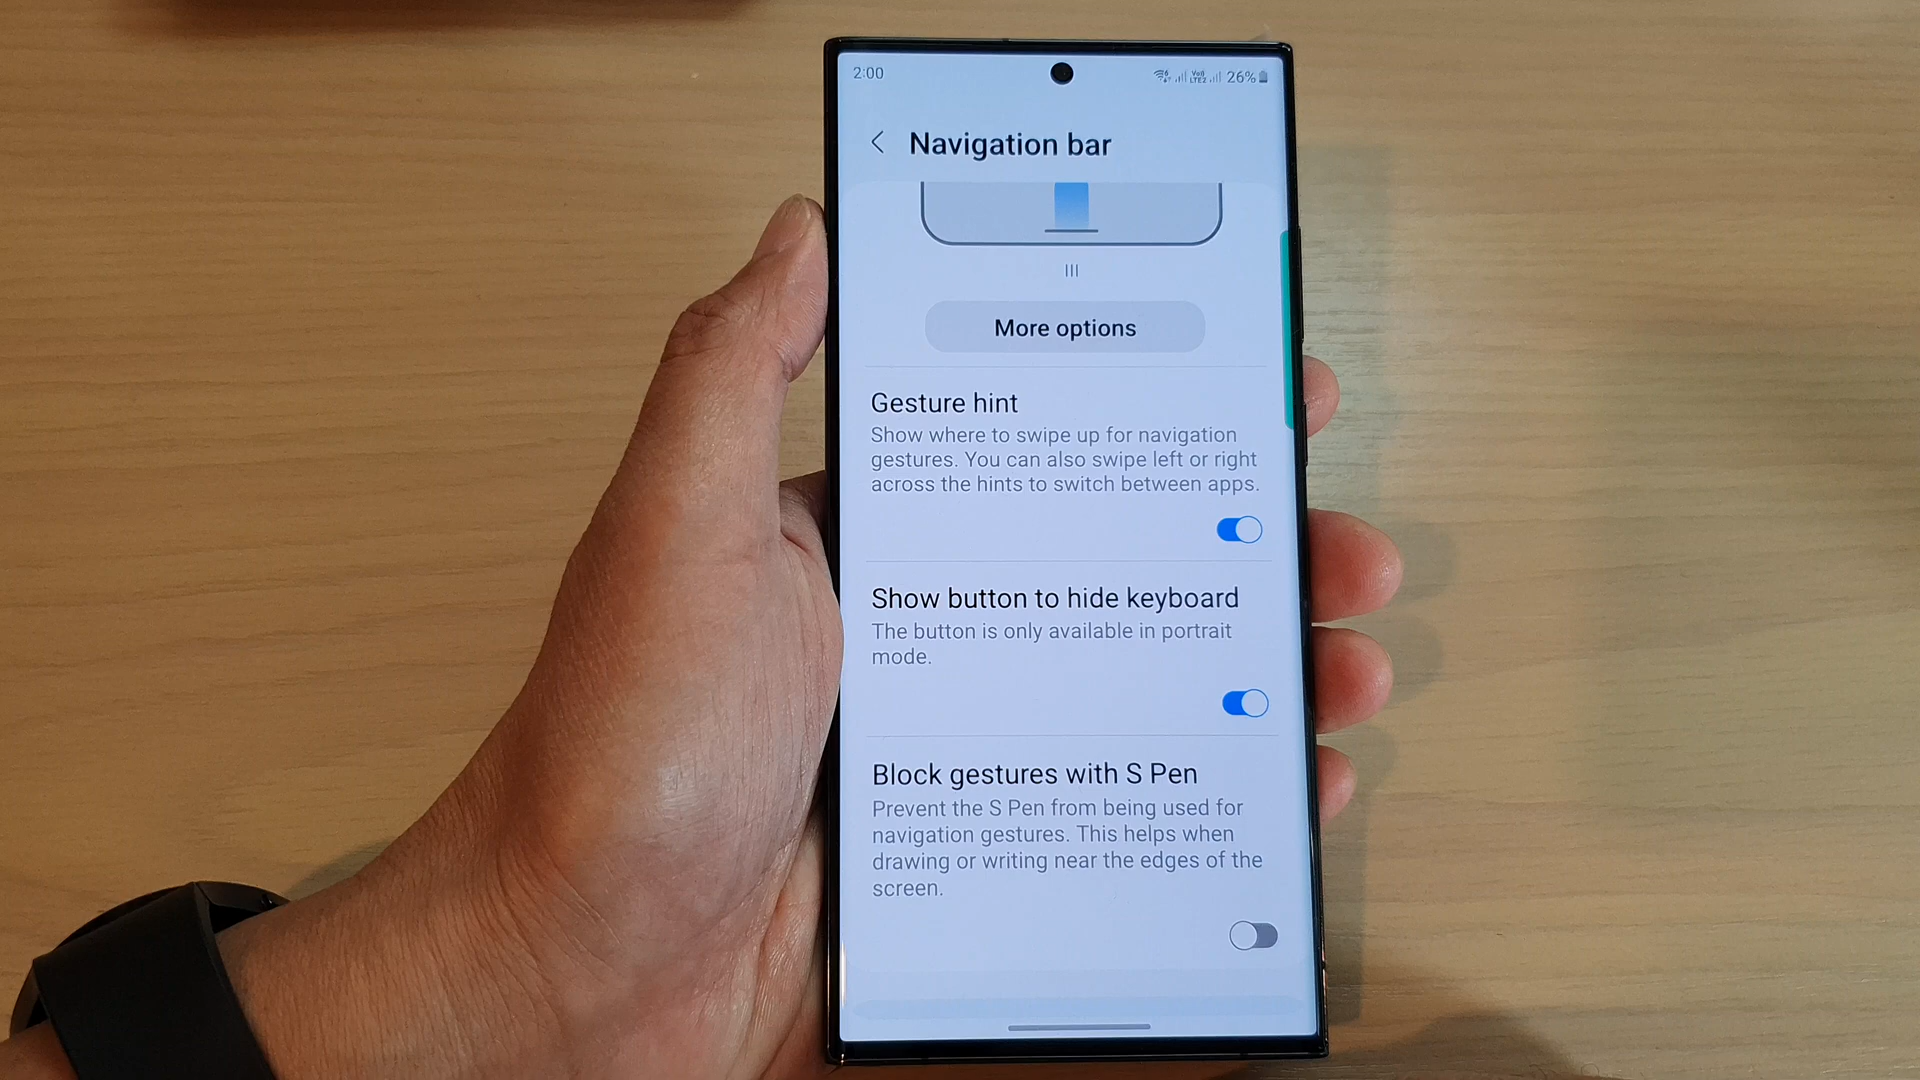 2:00 26%
Navigation bar
More options
Gesture hint
Show where to swipe up for navigation
gestures. You can also swipe left or right
across the hints to switch between apps.
Show button to hide keyboard
The button is only available in portrait
mode.
Block gestures with S Pen
Prevent the S Pen from being used for
navigation gestures. This helps when
drawing or writing near the edges of the
screen.